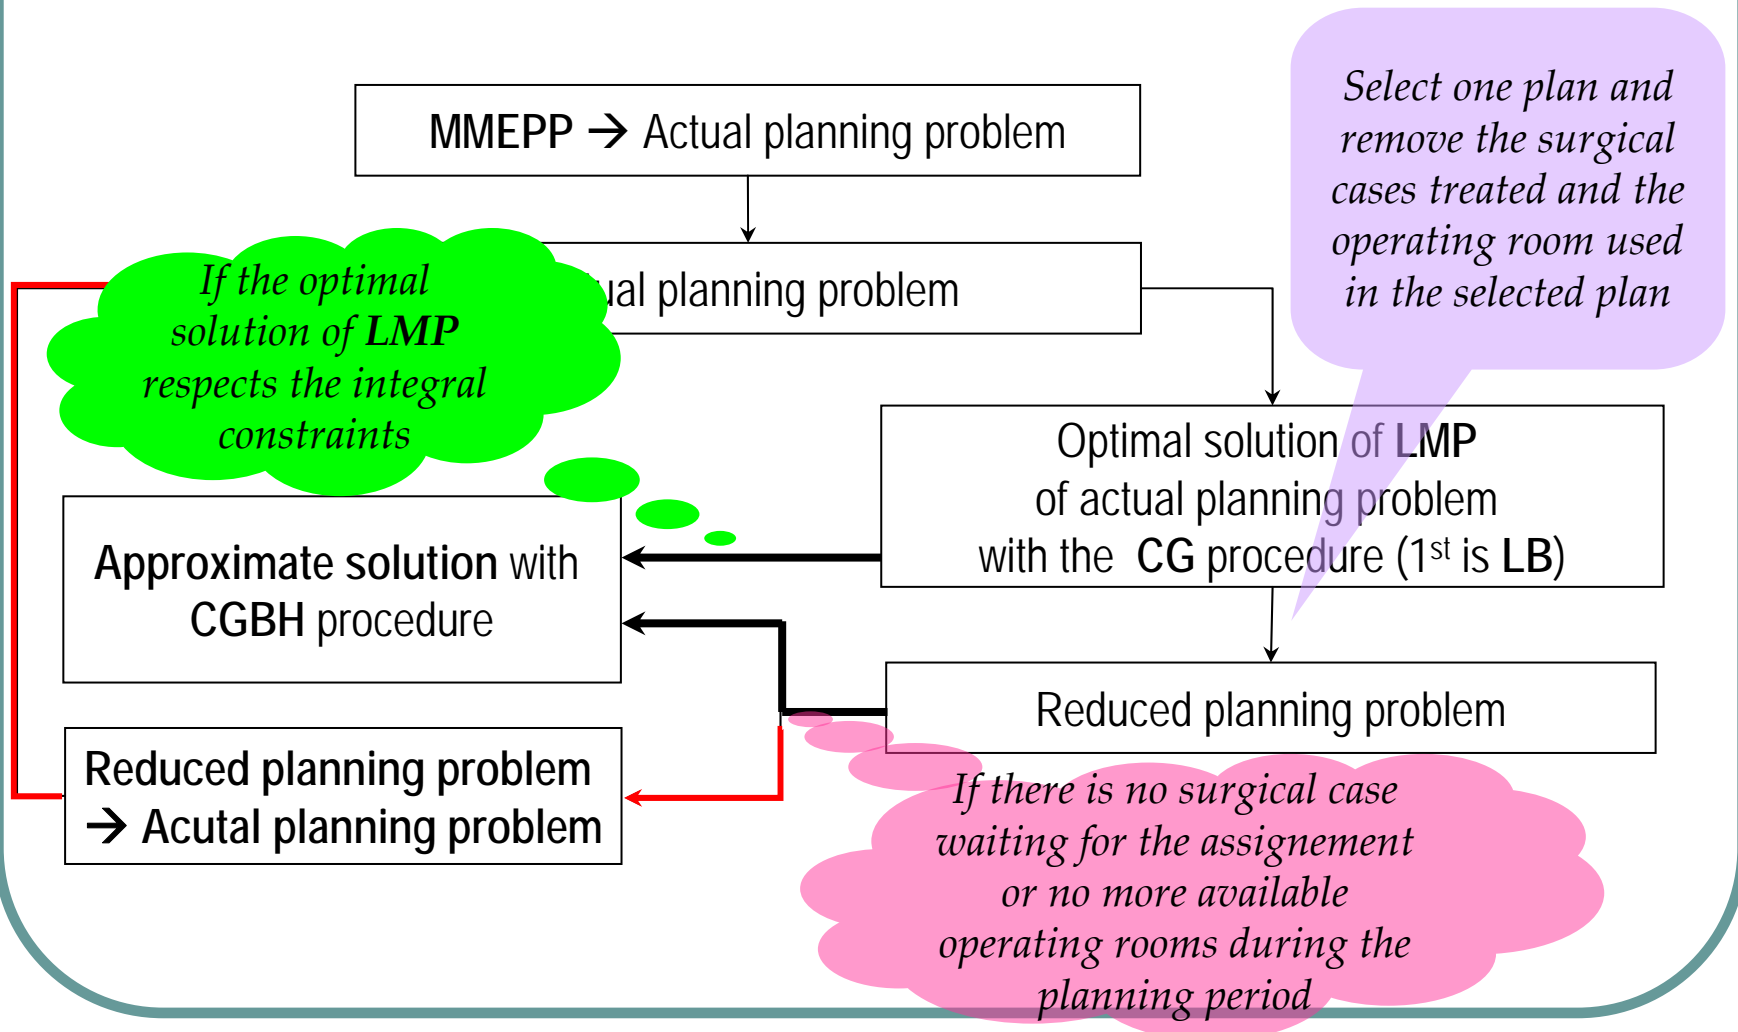 MMEPP → Actual planning problem
Select one plan and
remove the surgical
cases treated and the
operating room used
in the selected plan
If the optimal
solution of LMP
respects the integral
constraints
planning problem
Optimal solution of LMP
of actual planning problem
with the CG procedure (1st is LB)
Approximate solution with
CGBH procedure
Reduced planning problem
Reduced planning problem
→ Acutal planning problem
If there is no surgical case
waiting for the assignement
or no more available
operating rooms during the
planning period